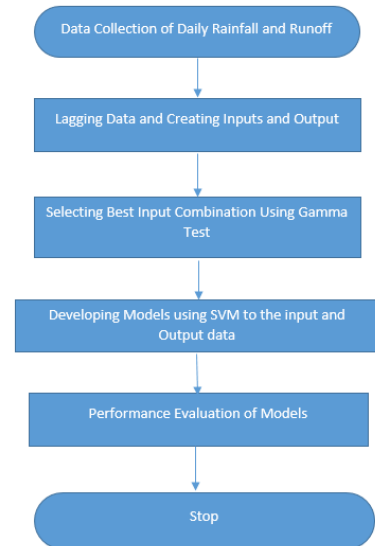 Data Collection of Daily Rainfall and Runoff
Lagging Data and Creating Inputs and Output
Selecting Best Input Combination Using Gamma
Test
Developing Models using SVM to the input and
Output data
Performance Evaluation of Models
Stop